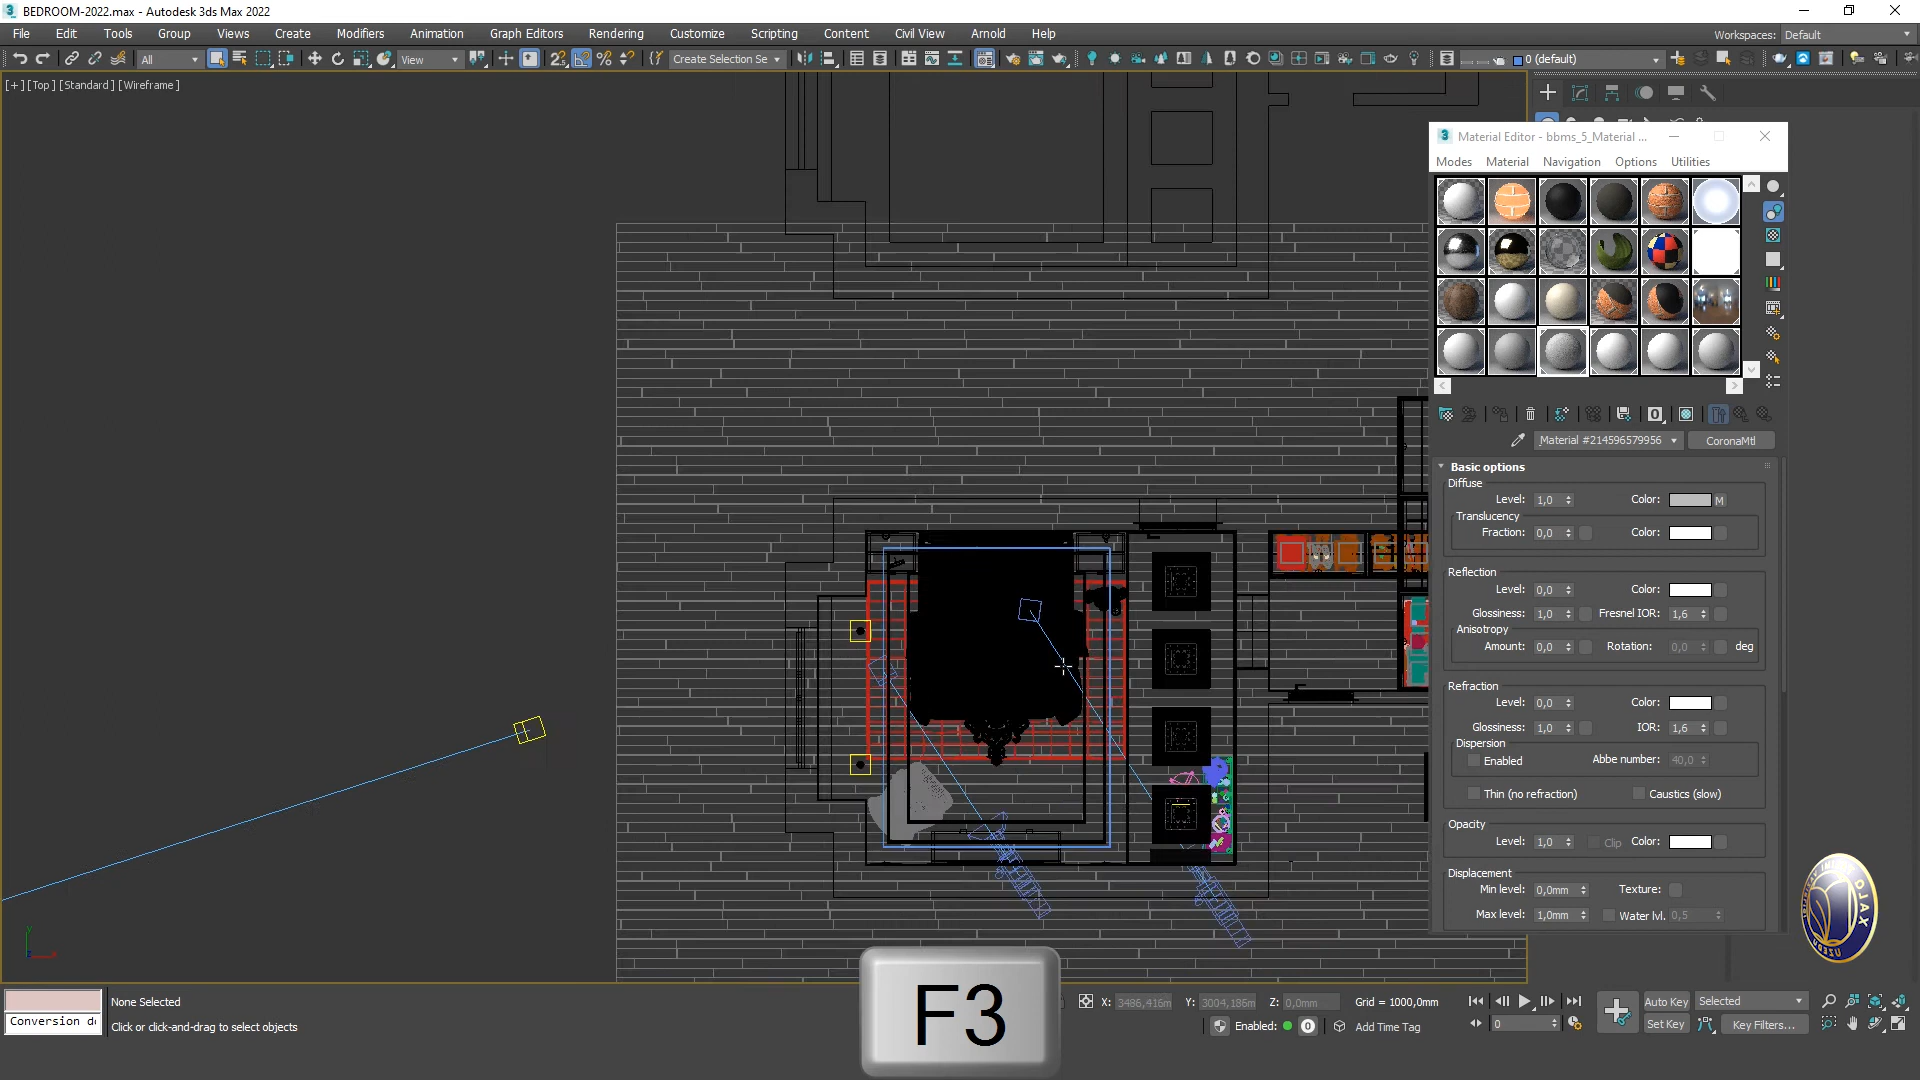 BEDROOM-2022.max - Autodesk 3ds Max 2022
File Edit Tools Group Views Create Modifiers Animation Graph Editors Rendering Customize Scripting Content Civil View Arnold Help
Workspaces: Default
All View Create Selection Se 0 (default)
[+] [Top ] [Standard ] [Wireframe ]
Material Editor - bbms_5_Material ...
Modes Material Navigation Options Utilities
Material #214596579956 CoronaMtl
Basic options
Diffuse
Level: 1,0 Color: M
Translucency
Fraction: 0,0 Color:
Reflection
Level: 0,0 Color:
Glossiness: 1,0 Fresnel IOR: 1,6
Anisotropy
Amount: 0,0 Rotation: 0,0 deg
Refraction
Level: 0,0 Color:
Glossiness: 1,0 IOR: 1,6
Dispersion
Enabled Abbe number: 40,0
Thin (no refraction) Caustics (slow)
Opacity
Level: 1,0 Clip Color:
Displacement
Min level: 0,0mm Texture:
Max level: 1,0mm Water lvl. 0,5
F3
None Selected
Click or click-and-drag to select objects
X: 3486,416m Y: 3004,186m Z: 0,0mm Grid = 1000,0mm
Enabled: 0 Add Time Tag
0
Auto Key Selected
Set Key Key Filters...